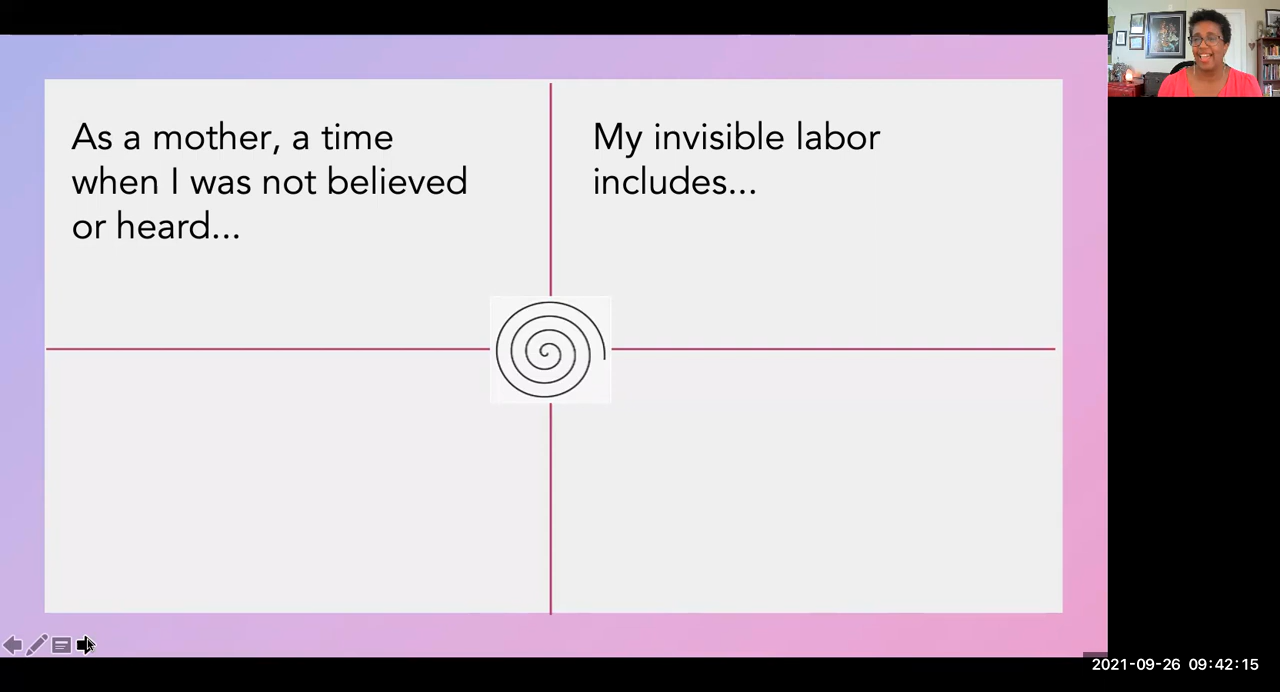 As a mother, a time
when I was not believed
or heard...
My invisible labor
includes...
2021-09-26 09:42:15